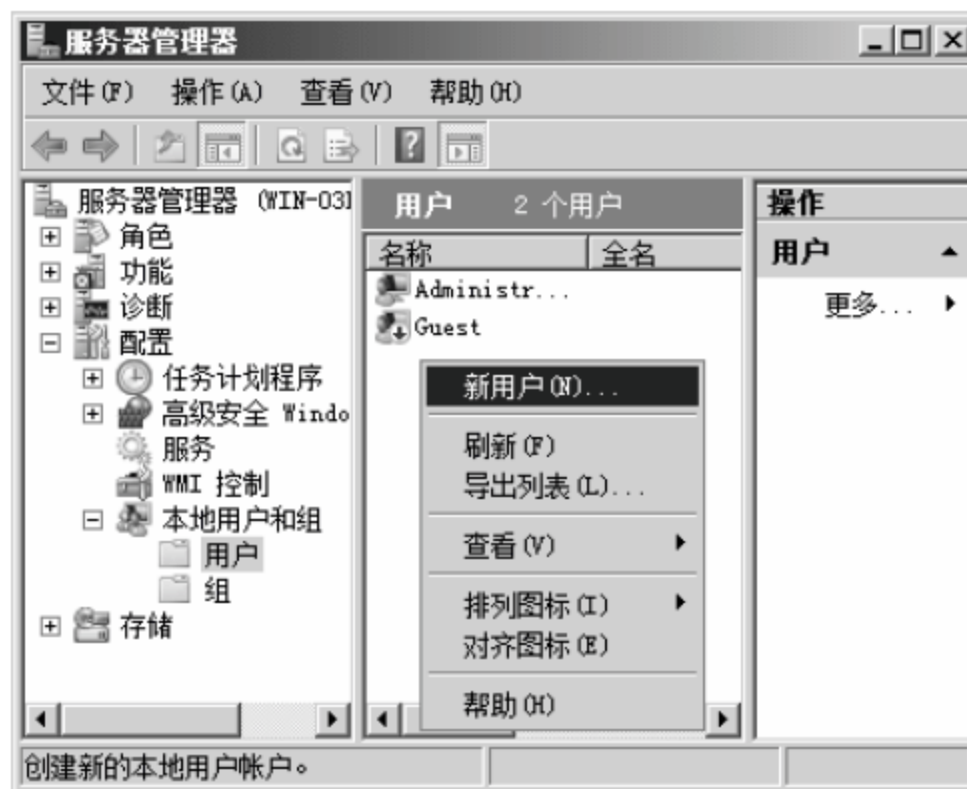 服务器管理器
文件(F) 操作(A) 查看(V) 帮助(H)
服务器管理器 (WIN-03
角色
功能
诊断
配置
任务计划程序
高级安全 Windo
服务
WMI 控制
本地用户和组
用户
组
存储
用户 2 个用户
名称 全名
Administr...
Guest
新用户(N)...
刷新(F)
导出列表(L)...
查看(V)
排列图标(I)
对齐图标(E)
帮助(H)
操作
用户
更多...
创建新的本地用户帐户。